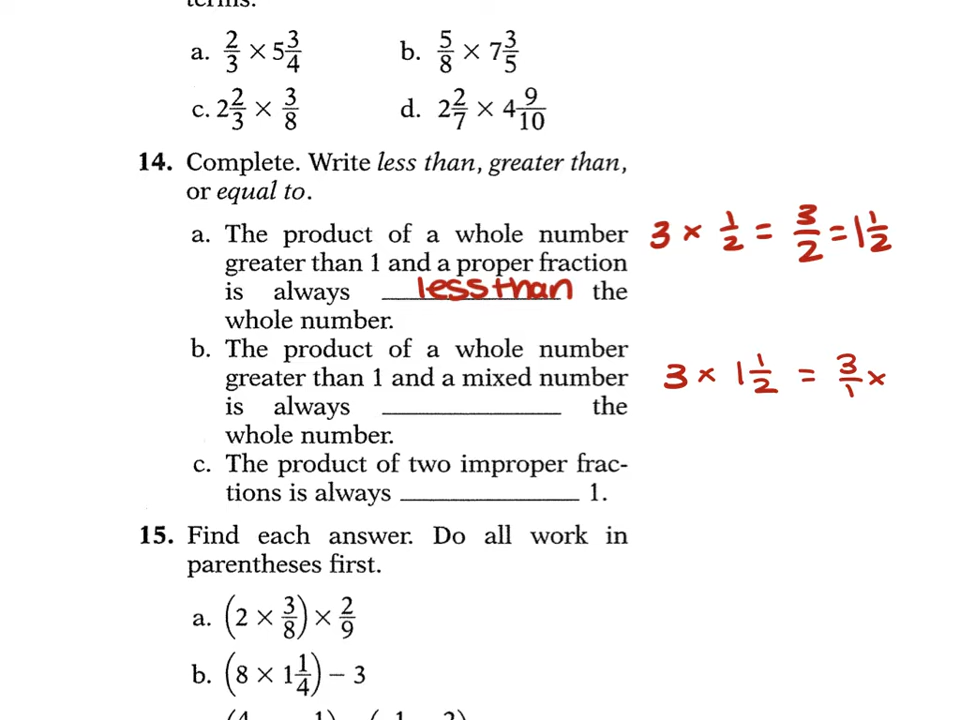 terms.
a. 2/3 × 5 3/4 b. 5/8 × 7 3/5
c. 2 2/3 × 3/8 d. 2 2/7 × 4 9/10
14. Complete. Write less than, greater than,
or equal to.
a. The product of a whole number
greater than 1 and a proper fraction
is always less than the
whole number.
3 × 1/2 = 3/2 = 1 1/2
b. The product of a whole number
greater than 1 and a mixed number
is always ____________ the
whole number.
3 × 1 1/2 = 3/1 ×
c. The product of two improper frac-
tions is always ____________ 1.
15. Find each answer. Do all work in
parentheses first.
a. (2 × 3/8) × 2/9
b. (8 × 1 1/4) − 3